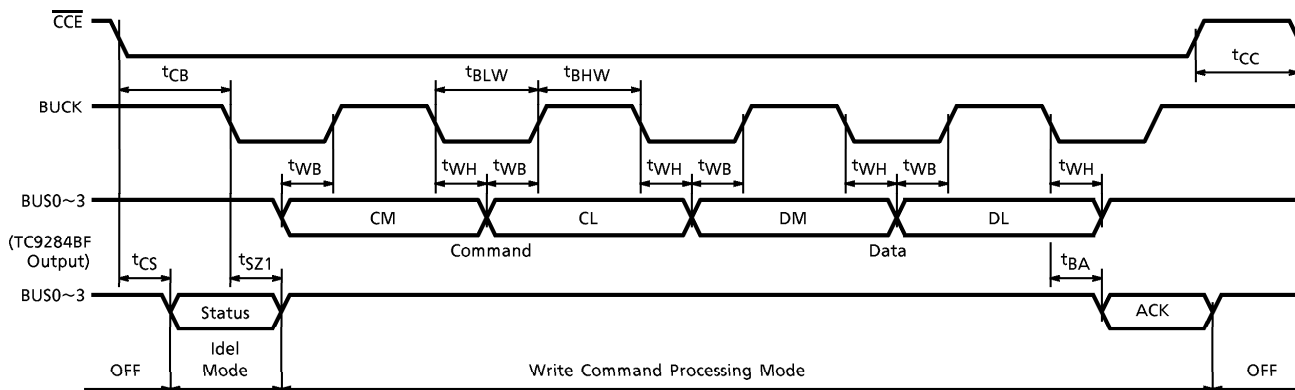 CCE
tCC
tCB
tBLW
tBHW
BUCK
tWB
tWH
tWB
tWH
tWB
tWH
tWB
tWH
BUS0~3
CM
CL
DM
DL
(TC9284BF
Output)
Command
Data
tCS
tSZ1
tBA
BUS0~3
Status
ACK
OFF
Idel
Mode
Write Command Processing Mode
OFF